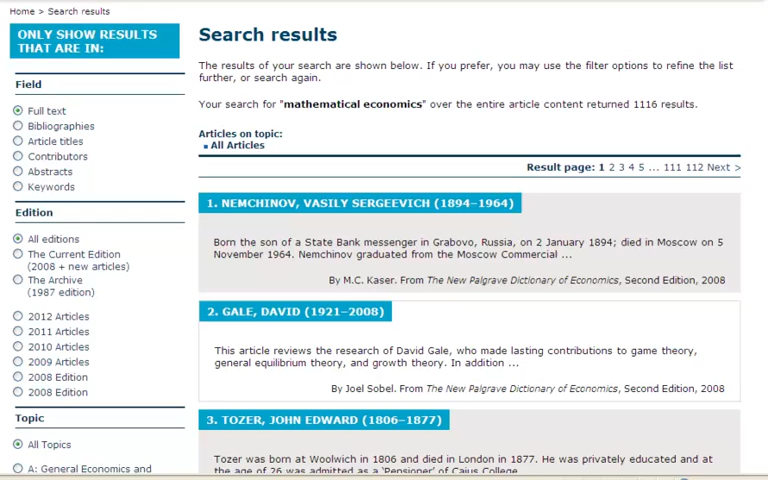 Home > Search results
ONLY SHOW RESULTS
THAT ARE IN:
Field
Full text
Bibliographies
Article titles
Contributors
Abstracts
Keywords
Edition
All editions
The Current Edition
(2008 + new articles)
The Archive
(1987 edition)
2012 Articles
2011 Articles
2010 Articles
2009 Articles
2008 Edition
2008 Edition
Topic
All Topics
A: General Economics and
Search results
The results of your search are shown below. If you prefer, you may use the filter options to refine the list
further, or search again.
Your search for "mathematical economics" over the entire article content returned 1116 results.
Articles on topic:
All Articles
Result page: 1 2 3 4 5 ... 111 112 Next >
1. NEMCHINOV, VASILY SERGEEVICH (1894–1964)
Born the son of a State Bank messenger in Grabovo, Russia, on 2 January 1894; died in Moscow on 5
November 1964. Nemchinov graduated from the Moscow Commercial ...
By M.C. Kaser. From The New Palgrave Dictionary of Economics, Second Edition, 2008
2. GALE, DAVID (1921–2008)
This article reviews the research of David Gale, who made lasting contributions to game theory,
general equilibrium theory, and growth theory. In addition ...
By Joel Sobel. From The New Palgrave Dictionary of Economics, Second Edition, 2008
3. TOZER, JOHN EDWARD (1806–1877)
Tozer was born at Woolwich in 1806 and died in London in 1877. He was privately educated and at
the age of 26 was admitted as a 'Pensioner' of Caius College